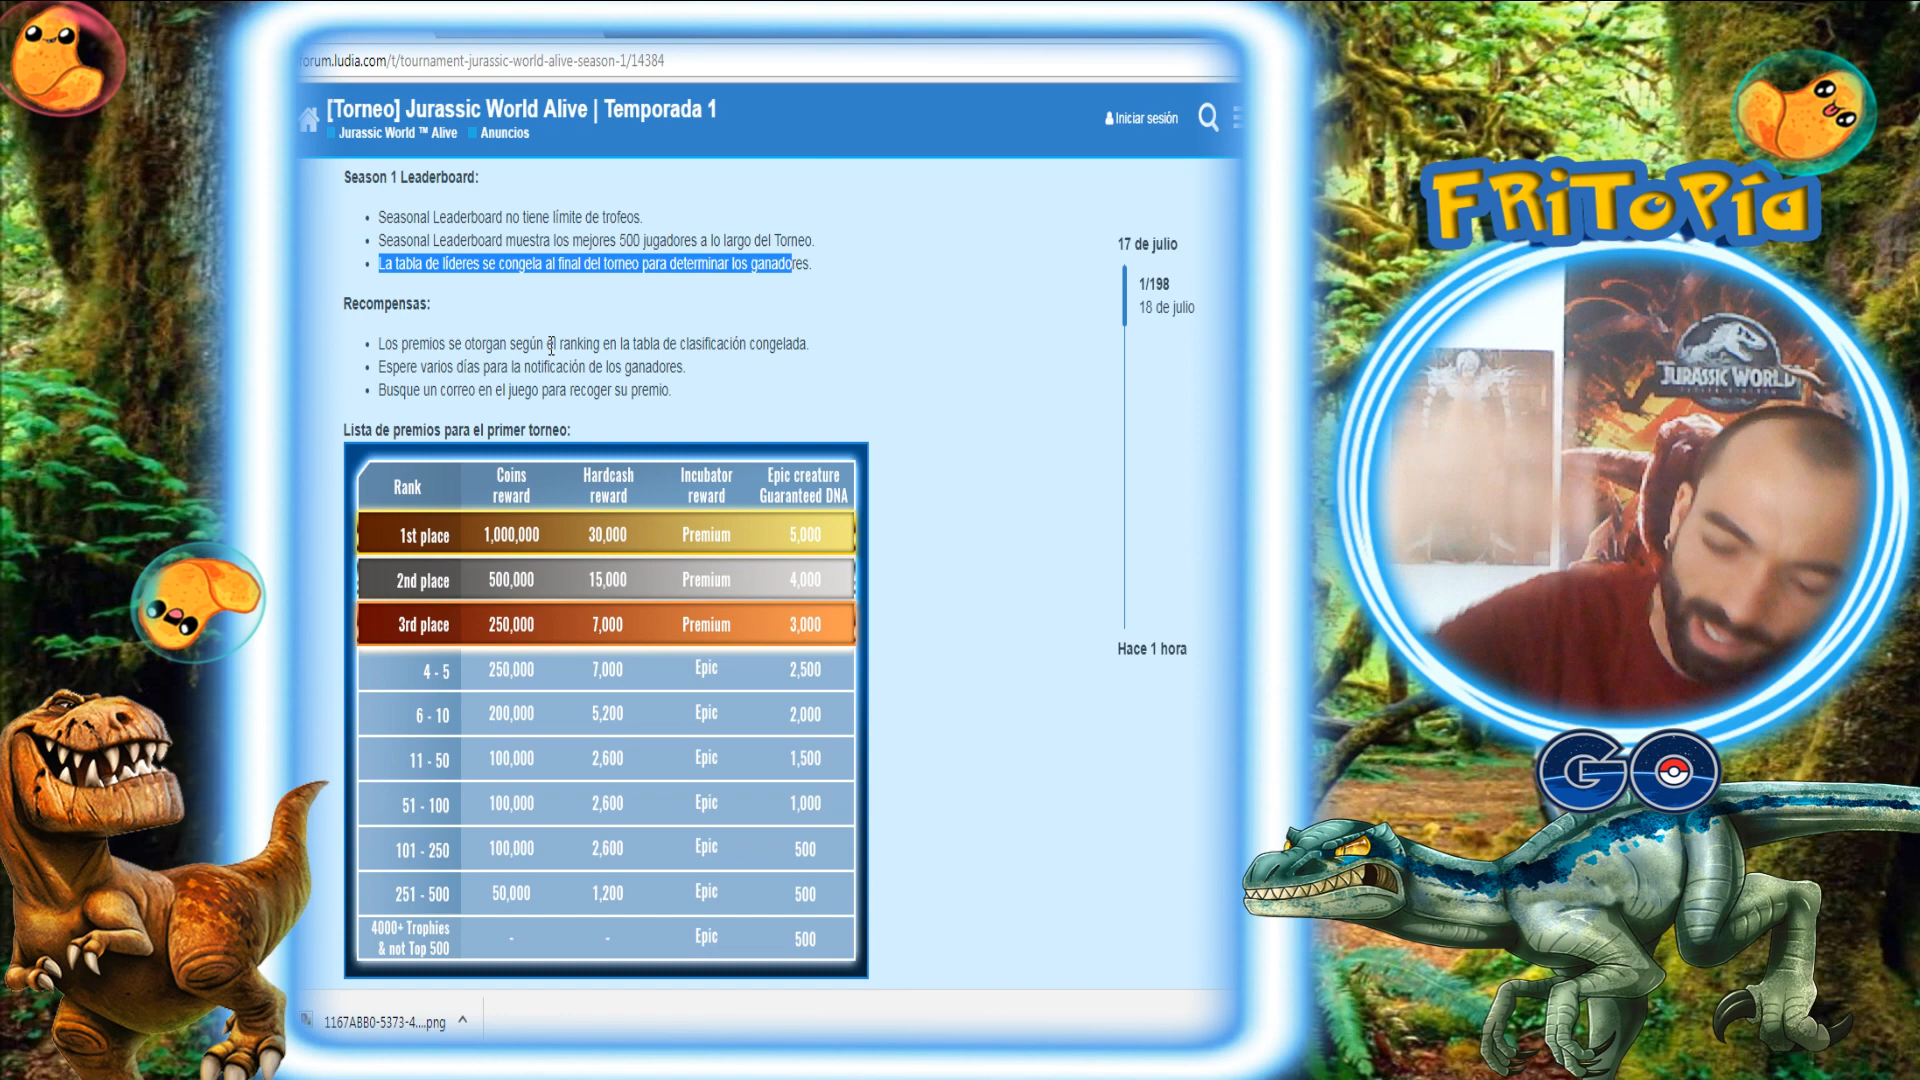 orum.ludia.com/t/tournament-jurassic-world-alive-season-1/14384
[Torneo] Jurassic World Alive | Temporada 1
Jurassic World ™ Alive Anuncios
Iniciar sesión
Season 1 Leaderboard:
• Seasonal Leaderboard no tiene límite de trofeos.
• Seasonal Leaderboard muestra los mejores 500 jugadores a lo largo del Torneo.
• La tabla de líderes se congela al final del torneo para determinar los ganadores.
Recompensas:
• Los premios se otorgan según el ranking en la tabla de clasificación congelada.
• Espere varios días para la notificación de los ganadores.
• Busque un correo en el juego para recoger su premio.
Lista de premios para el primer torneo:
Rank Coins reward Hardcash reward Incubator reward Epic creature Guaranteed DNA
1st place 1,000,000 30,000 Premium 5,000
2nd place 500,000 15,000 Premium 4,000
3rd place 250,000 7,000 Premium 3,000
4 - 5 250,000 7,000 Epic 2,500
6 - 10 200,000 5,200 Epic 2,000
11 - 50 100,000 2,600 Epic 1,500
51 - 100 100,000 2,600 Epic 1,000
101 - 250 100,000 2,600 Epic 500
251 - 500 50,000 1,200 Epic 500
4000+ Trophies & not Top 500 - - Epic 500
17 de julio
1/198
18 de julio
Hace 1 hora
1167ABB0-5373-4....png
FRiToPía
JURASSIC WORLD
GO